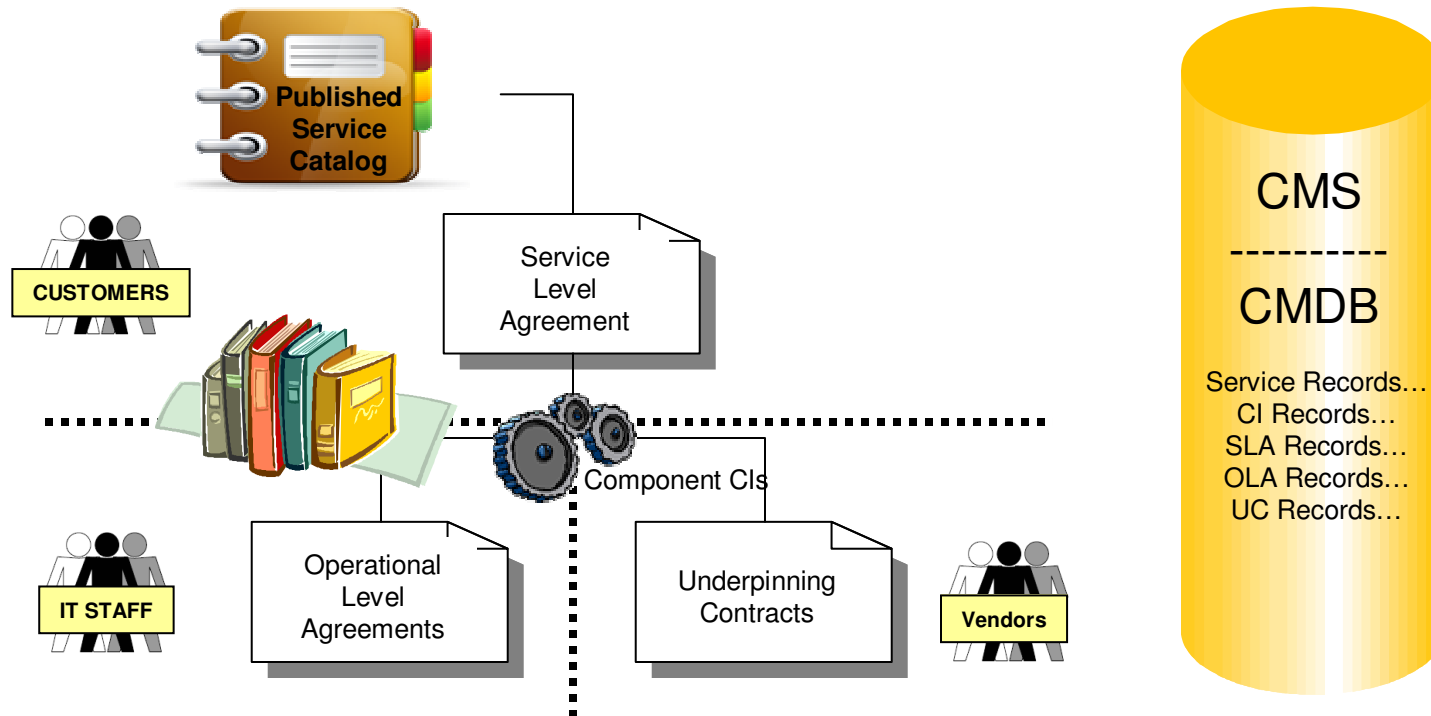 Published
Service
Catalog
CUSTOMERS
Service
Level
Agreement
Component CIs
IT STAFF
Operational
Level
Agreements
Underpinning
Contracts
Vendors
CMS
----------
CMDB
Service Records…
CI Records…
SLA Records…
OLA Records…
UC Records…